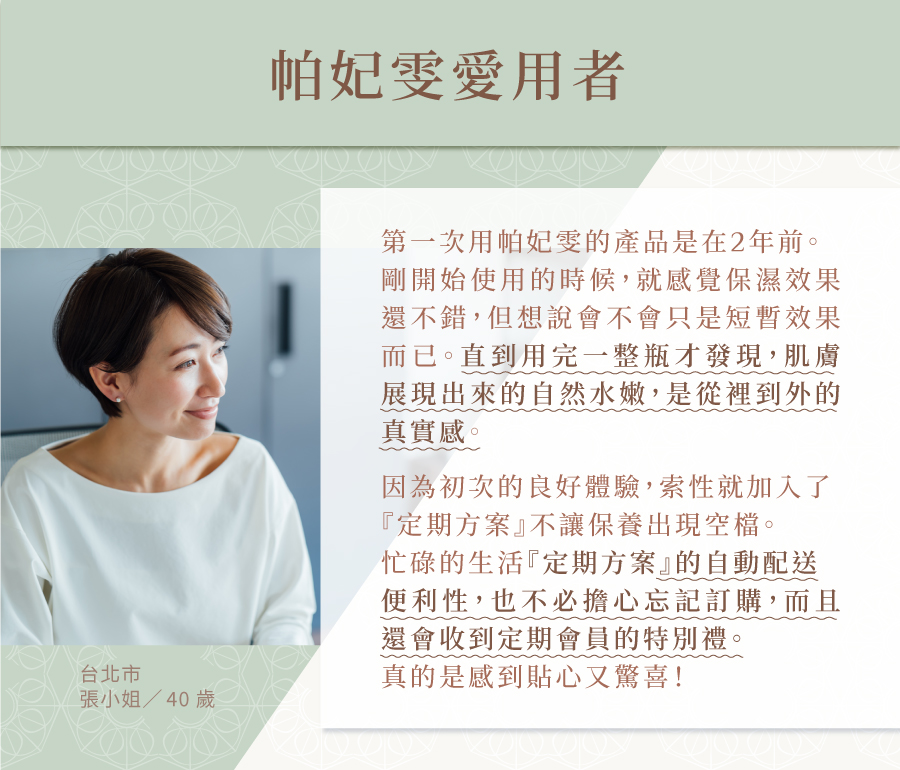 帕妃雯愛用者
第一次用帕妃雯的產品是在2年前。
剛開始使用的時候，就感覺保濕效果
還不錯，但想說會不會只是短暫效果
而已。直到用完一整瓶才發現，肌膚
展現出來的自然水嫩，是從裡到外的
真實感。
因為初次的良好體驗，索性就加入了
『定期方案』不讓保養出現空檔。
忙碌的生活『定期方案』的自動配送
便利性，也不必擔心忘記訂購，而且
還會收到定期會員的特別禮。
真的是感到貼心又驚喜！
台北市
張小姐／40 歲